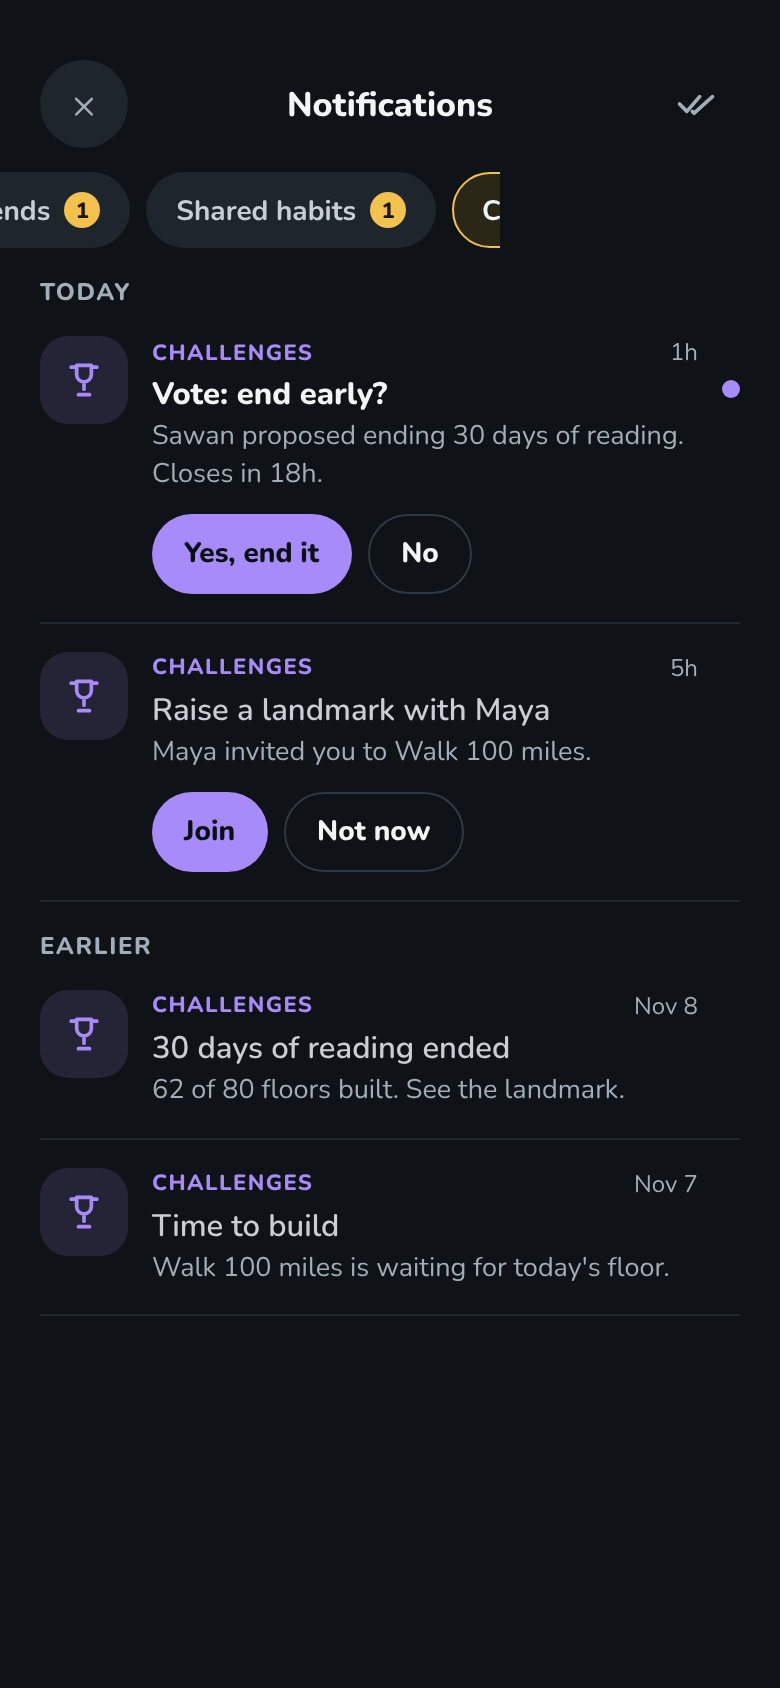 Notifications
ends 1
Shared habits 1
C
TODAY
CHALLENGES
1h
Vote: end early?
Sawan proposed ending 30 days of reading.
Closes in 18h.
Yes, end it
No
CHALLENGES
5h
Raise a landmark with Maya
Maya invited you to Walk 100 miles.
Join
Not now
EARLIER
CHALLENGES
Nov 8
30 days of reading ended
62 of 80 floors built. See the landmark.
CHALLENGES
Nov 7
Time to build
Walk 100 miles is waiting for today's floor.